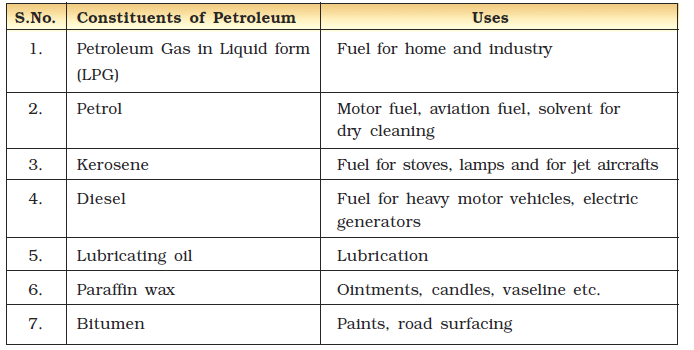 S.No. Constituents of Petroleum Uses
1. Petroleum Gas in Liquid form Fuel for home and industry
(LPG)
2. Petrol Motor fuel, aviation fuel, solvent for
dry cleaning
3. Kerosene Fuel for stoves, lamps and for jet aircrafts
4. Diesel Fuel for heavy motor vehicles, electric
generators
5. Lubricating oil Lubrication
6. Paraffin wax Ointments, candles, vaseline etc.
7. Bitumen Paints, road surfacing